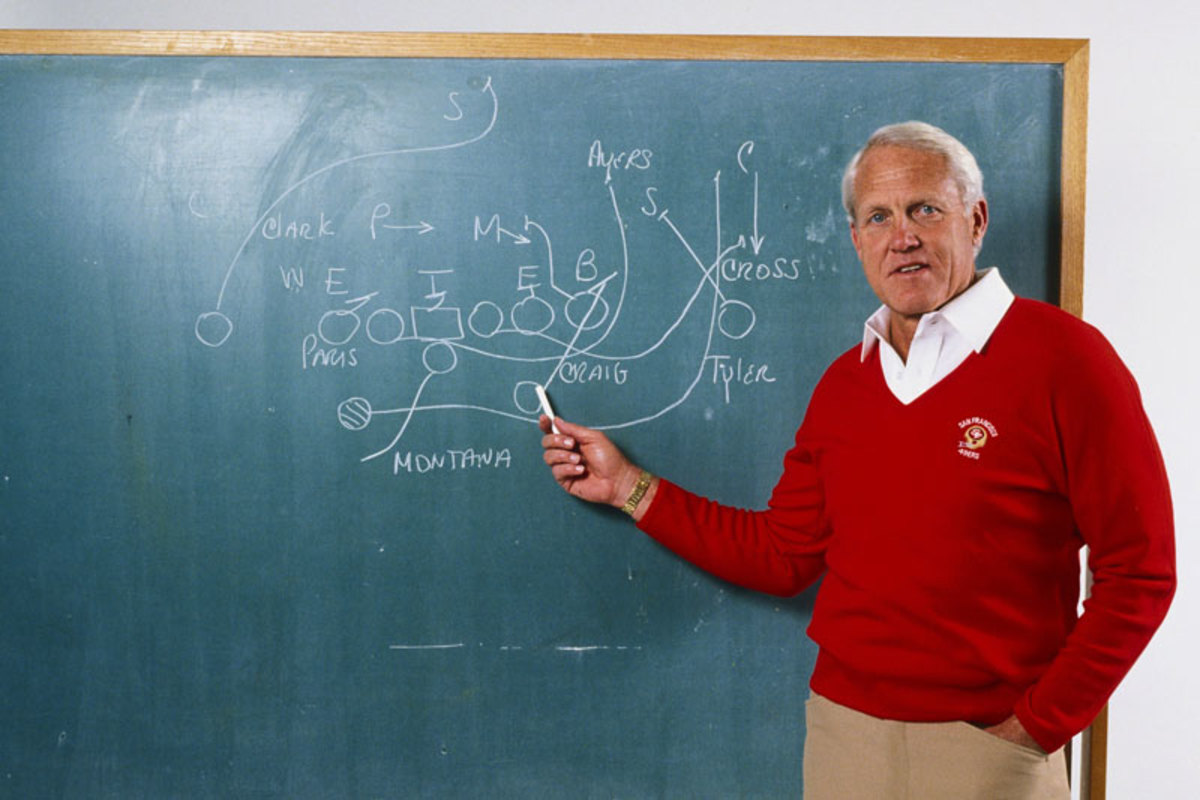 S
AYERS C
S
C CLARK P M
CROSS
W E I E B
PARIS CRAIG TYLER
MONTANA
SAN FRANCISCO
49ERS